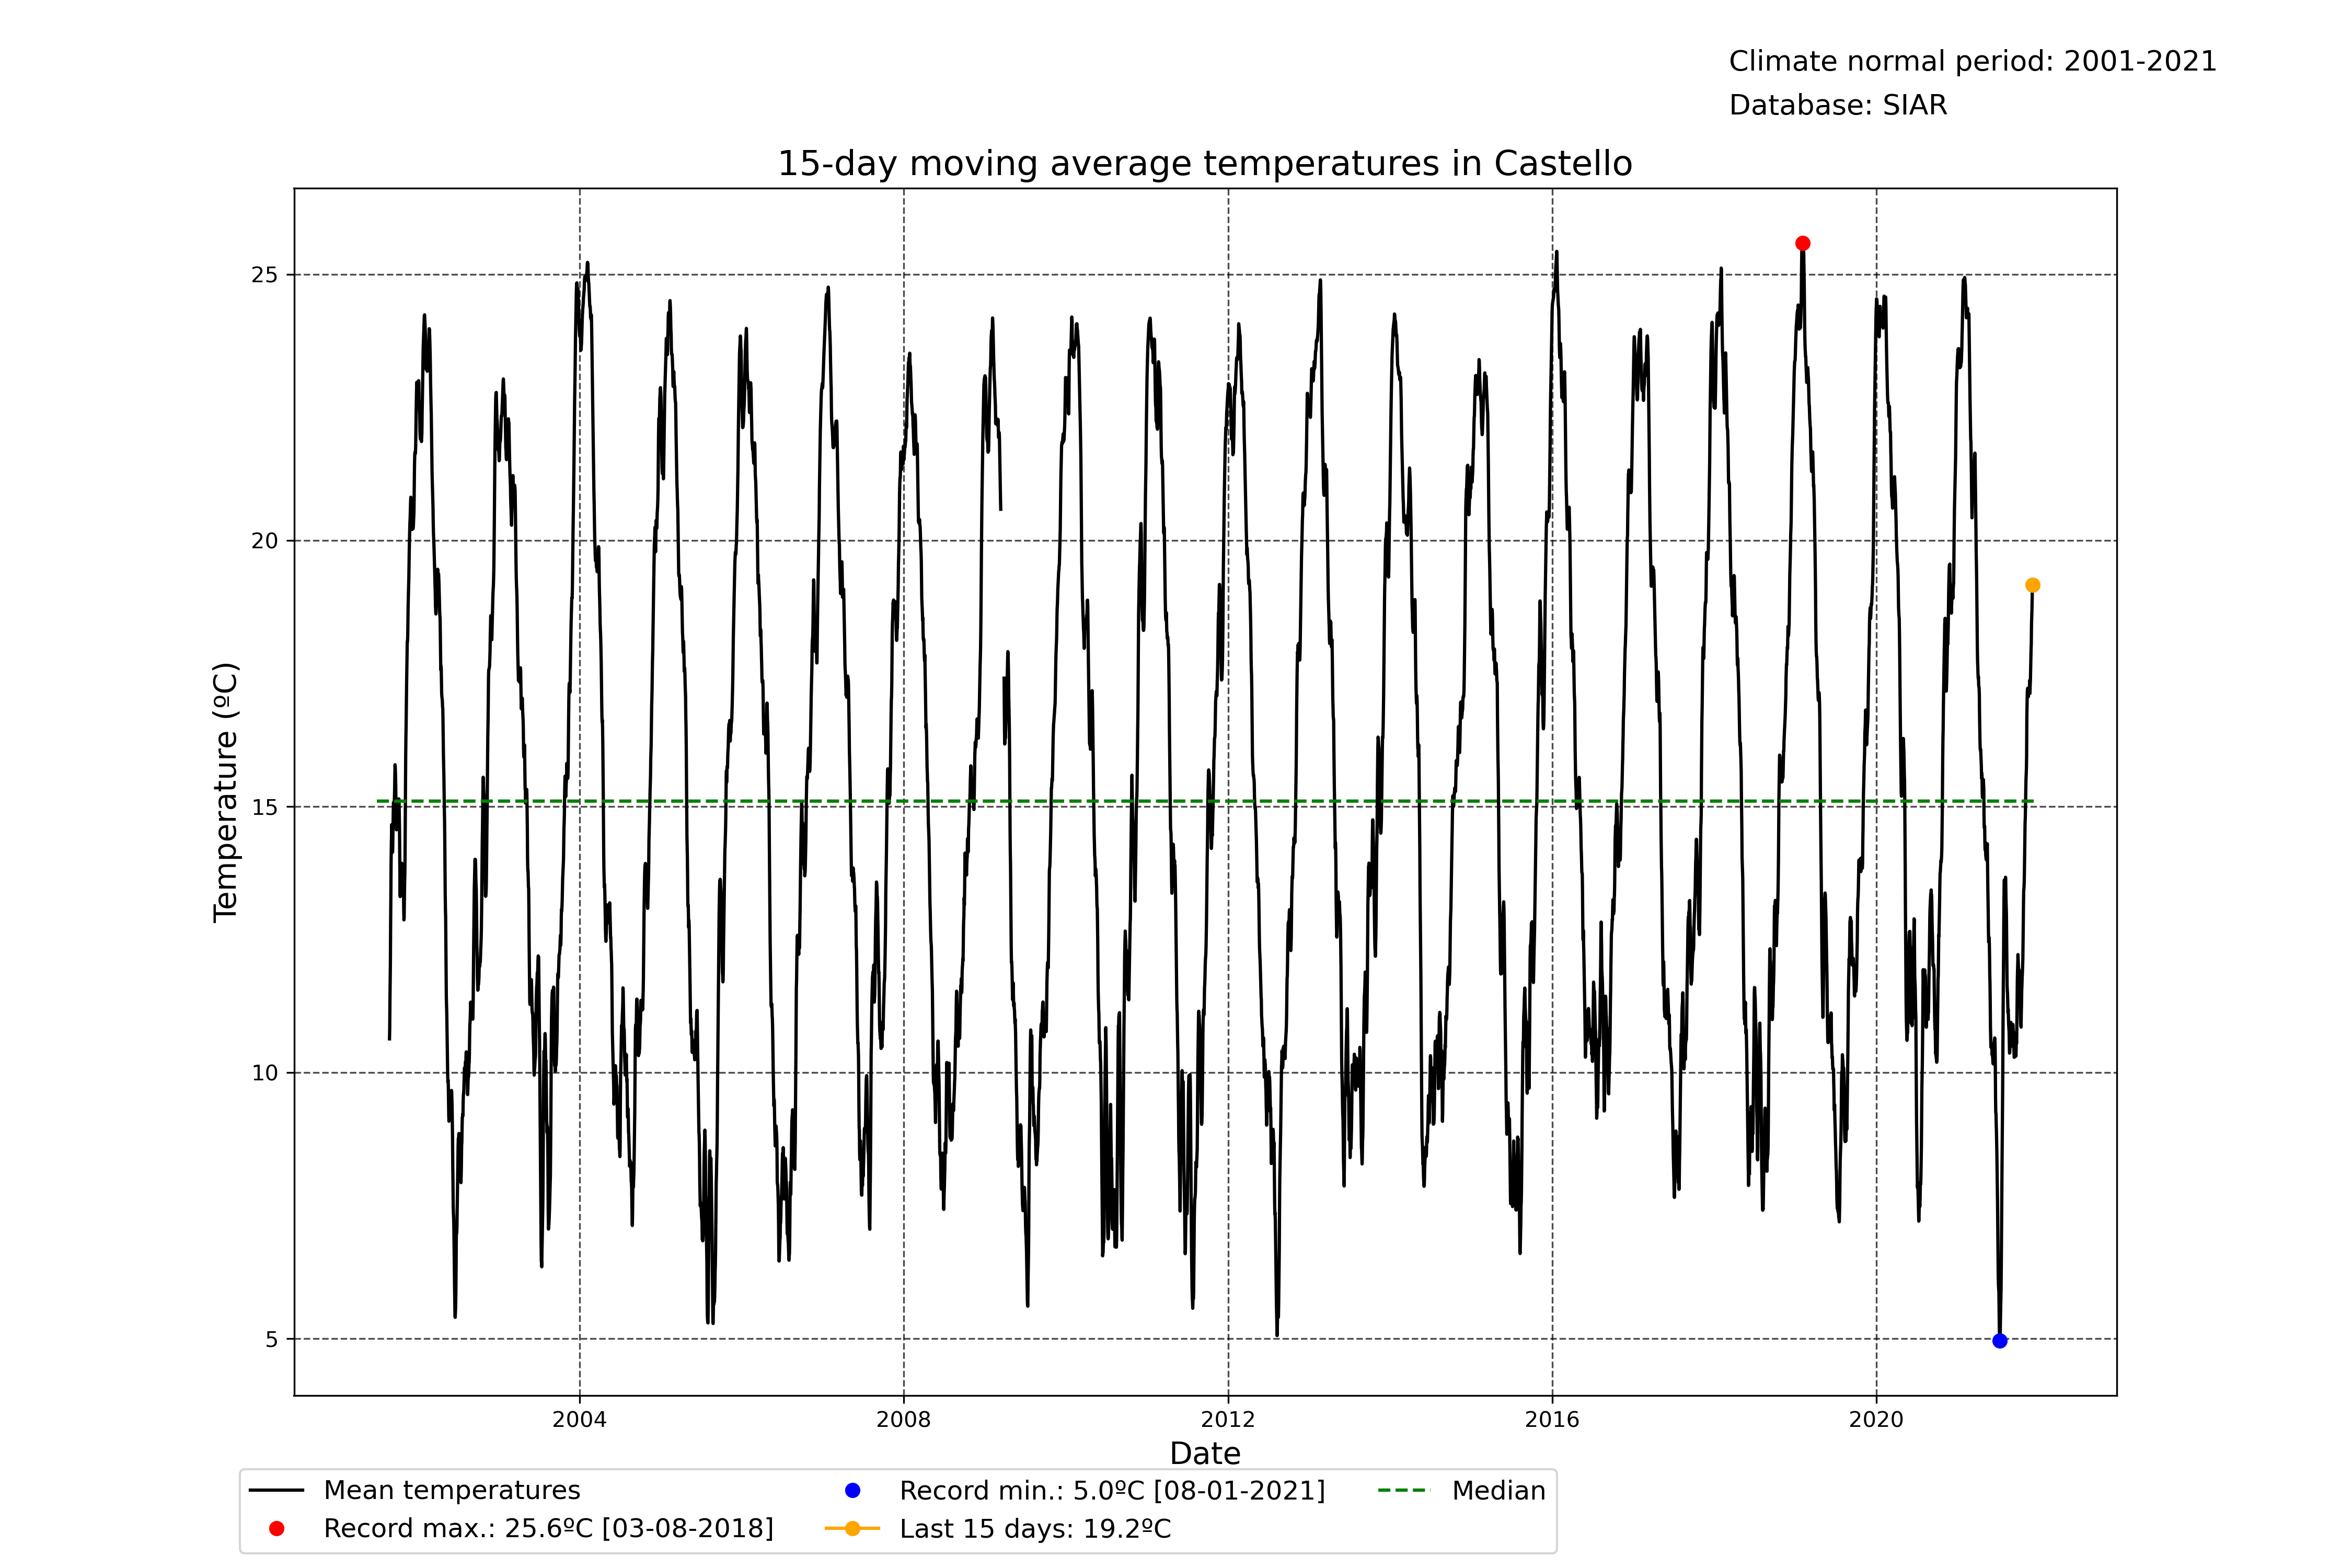 Climate normal period: 2001-2021
Database: SIAR
15-day moving average temperatures in Castello
25
20
15
10
5
Temperature (ºC)
2004 2008 2012 2016 2020
Date
Mean temperatures
Record max.: 25.6ºC [03-08-2018]
Record min.: 5.0ºC [08-01-2021]
Last 15 days: 19.2ºC
Median